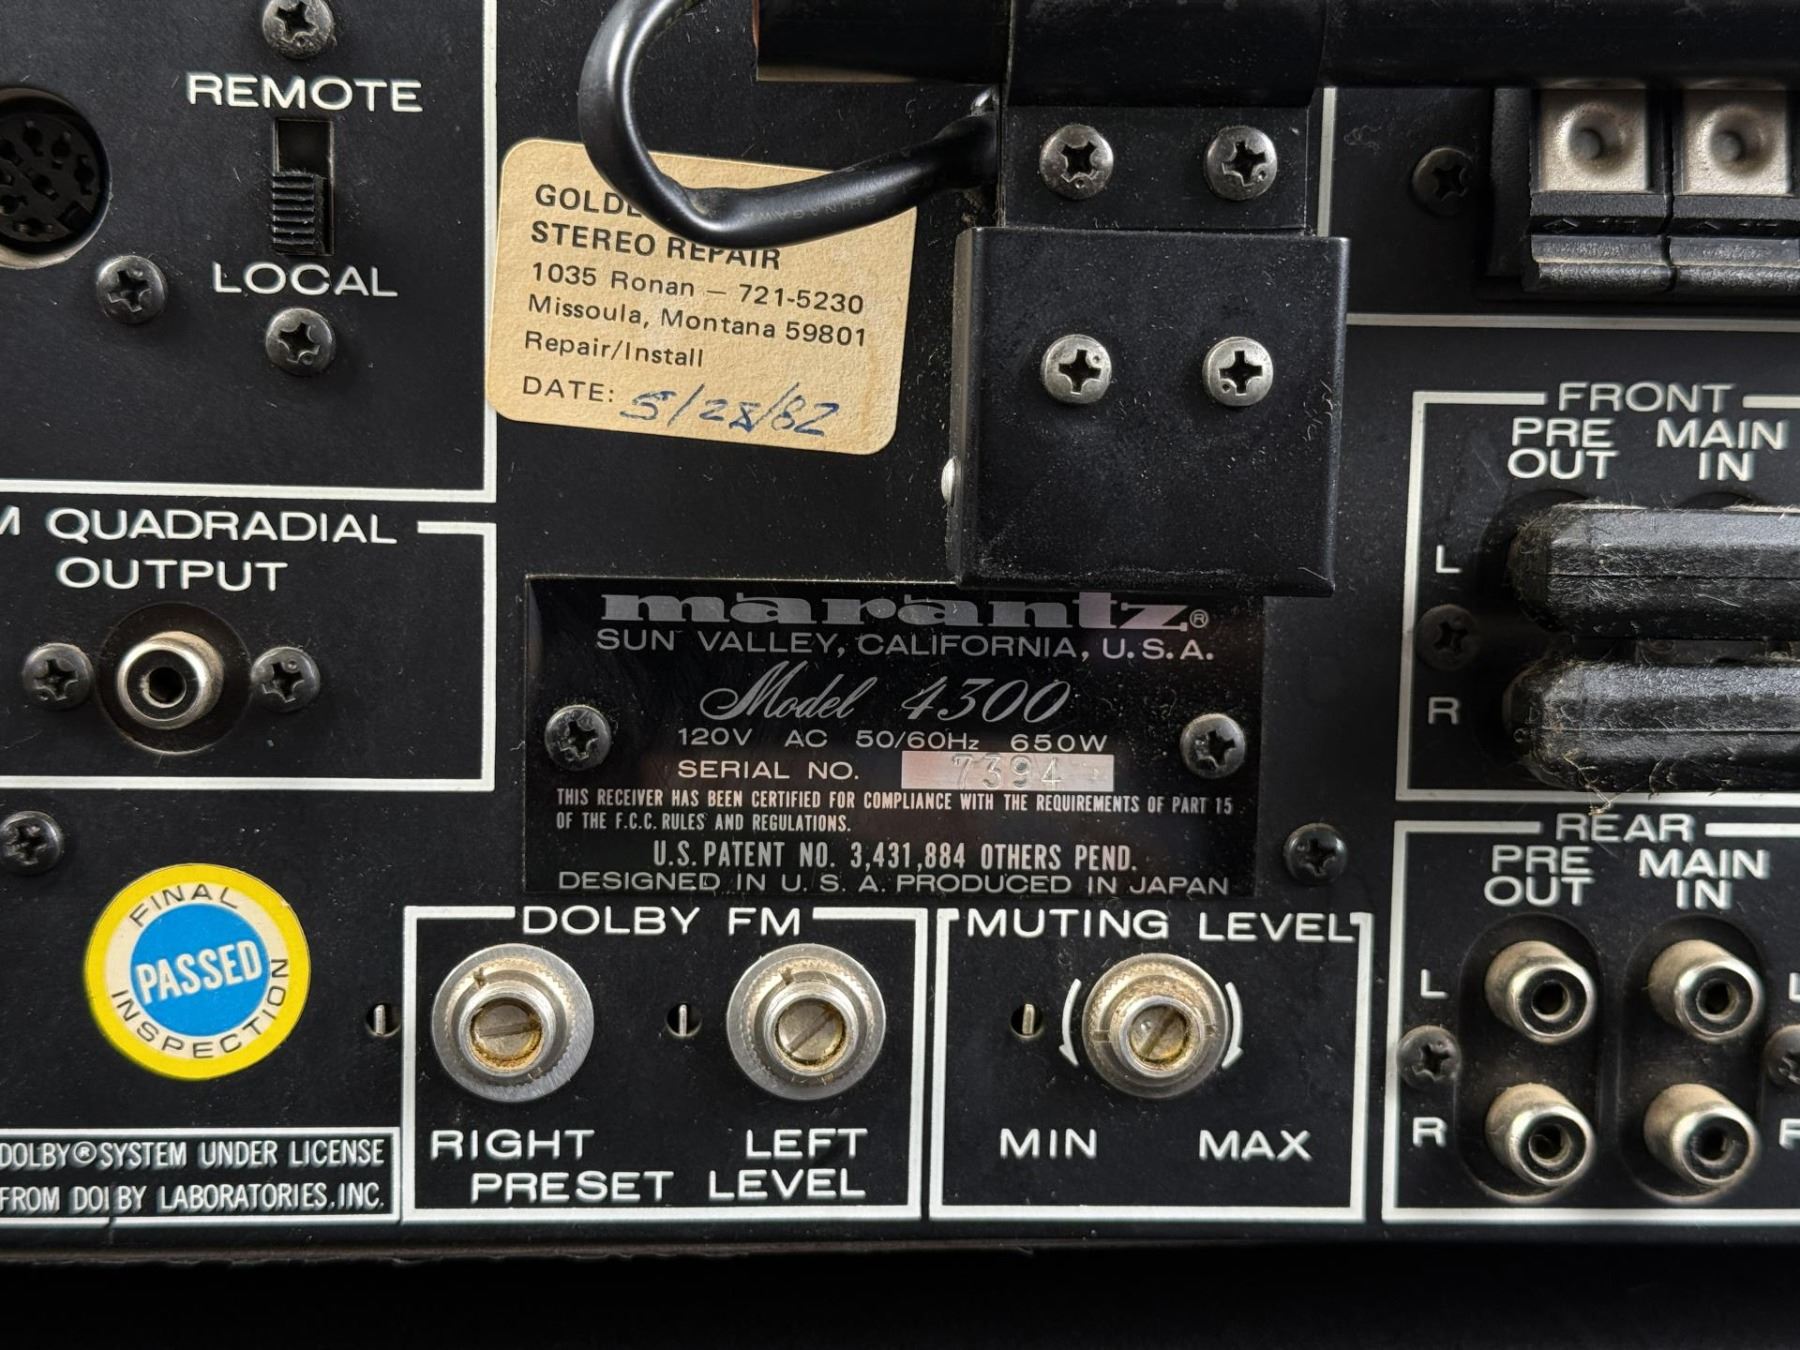 REMOTE
LOCAL
STEREO REPAIR
1035 Ronan — 721-5230
Missoula, Montana 59801
Repair/Install
DATE: 5/28/82
QUADRADIAL
OUTPUT
FRONT
PRE OUT
MAIN IN
L
R
marantz®
SUN VALLEY, CALIFORNIA, U.S.A.
Model 4300
120V AC 50/60Hz 650W
SERIAL NO. 7394
THIS RECEIVER HAS BEEN CERTIFIED FOR COMPLIANCE WITH THE REQUIREMENTS OF PART 15
OF THE F.C.C. RULES AND REGULATIONS.
U.S. PATENT NO. 3,431,884 OTHERS PEND.
DESIGNED IN U.S.A. PRODUCED IN JAPAN
FINAL
PASSED
INSPECTION
DOLBY® SYSTEM UNDER LICENSE
FROM DOLBY LABORATORIES, INC.
DOLBY FM
RIGHT LEFT
PRESET LEVEL
MUTING LEVEL
MIN MAX
REAR
PRE OUT
MAIN IN
L
R